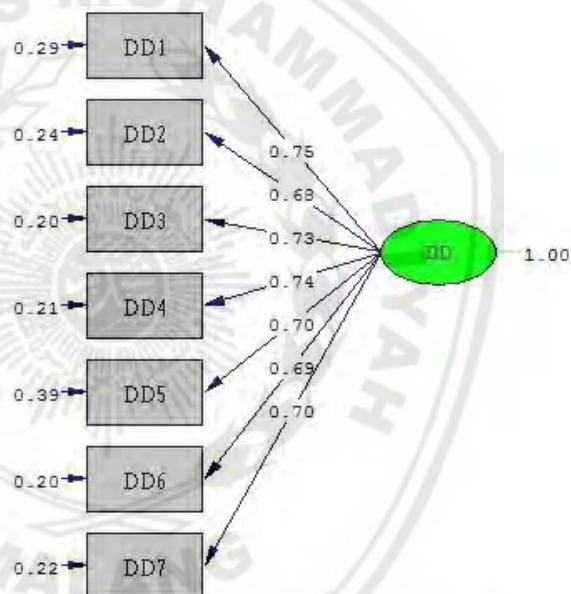 0.29 DD1
0.75
0.24 DD2
0.68
0.20 DD3
0.73
DD 1.00
0.21 DD4
0.74
0.70
0.39 DD5
0.69
0.70
0.20 DD6
0.22 DD7
S MUHAMMADIYAH
MALANG